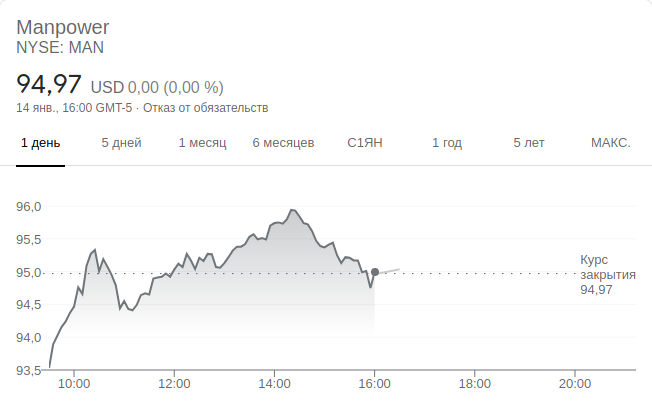 Manpower
NYSE: MAN
94,97 USD 0,00 (0,00 %)
14 янв., 16:00 GMT-5 · Отказ от обязательств
1 день 5 дней 1 месяц 6 месяцев С1ЯН 1 год 5 лет МАКС.
96,0
95,5
Курс
95,0 закрытия
94,97
94,5
94,0
93,5
10:00 12:00 14:00 16:00 18:00 20:00